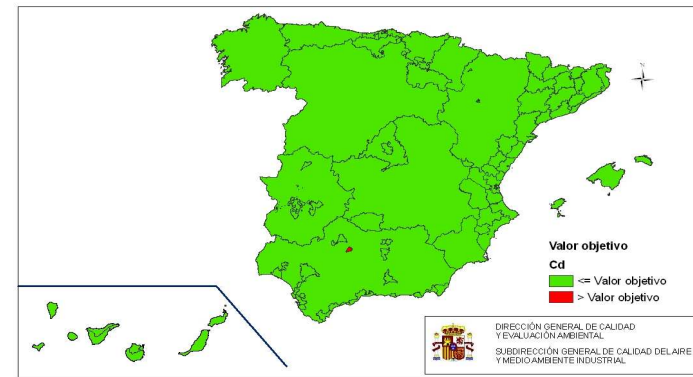 Valor objetivo
Cd
<= Valor objetivo
> Valor objetivo
DIRECCIÓN GENERAL DE CALIDAD
Y EVALUACIÓN AMBIENTAL
SUBDIRECCIÓN GENERAL DE CALIDAD DEL AIRE
Y MEDIO AMBIENTE INDUSTRIAL